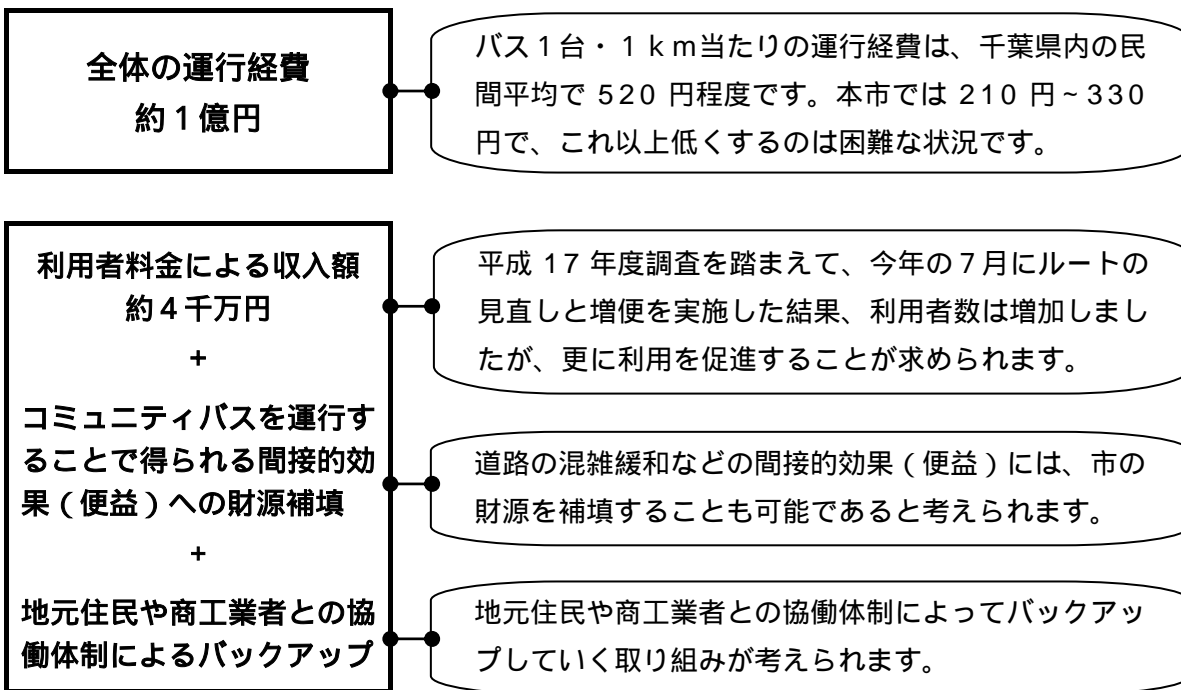 全体の運行経費
約1億円
バス1台・1km当たりの運行経費は、千葉県内の民
間平均で 520 円程度です。本市では 210 円~330
円で、これ以上低くするのは困難な状況です。
利用者料金による収入額
約4千万円
+
コミュニティバスを運行す
ることで得られる間接的効
果(便益)への財源補填
+
地元住民や商工業者との協
働体制によるバックアップ
平成 17 年度調査を踏まえて、今年の7月にルートの
見直しと増便を実施した結果、利用者数は増加しまし
たが、更に利用を促進することが求められます。
道路の混雑緩和などの間接的効果(便益)には、市の
財源を補填することも可能であると考えられます。
地元住民や商工業者との協働体制によってバックアッ
プしていく取り組みが考えられます。